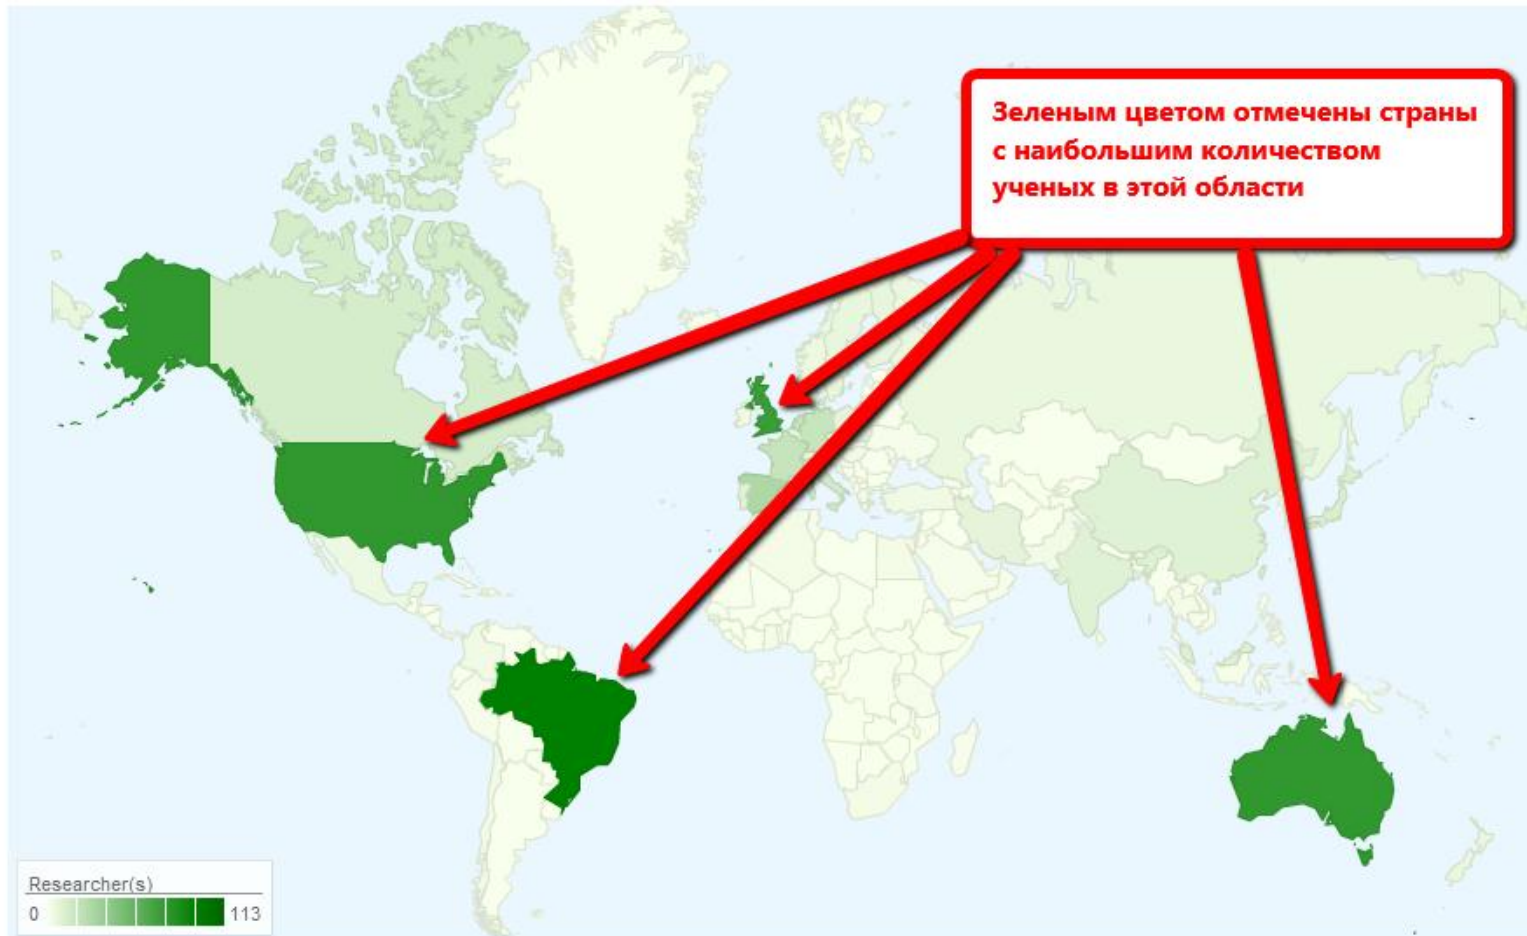 Зеленым цветом отмечены страны
с наибольшим количеством
ученых в этой области
Researcher(s)
0 113